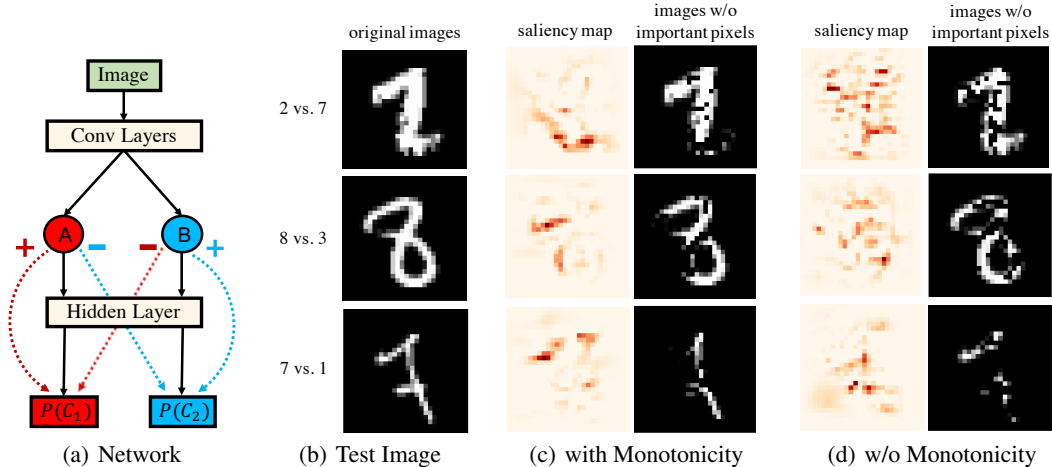 Image
Conv Layers
A
B
+
−
−
+
Hidden Layer
P(C₁)
P(C₂)
(a) Network
original images
2 vs. 7
8 vs. 3
7 vs. 1
(b) Test Image
saliency map
images w/o
important pixels
(c) with Monotonicity
saliency map
images w/o
important pixels
(d) w/o Monotonicity